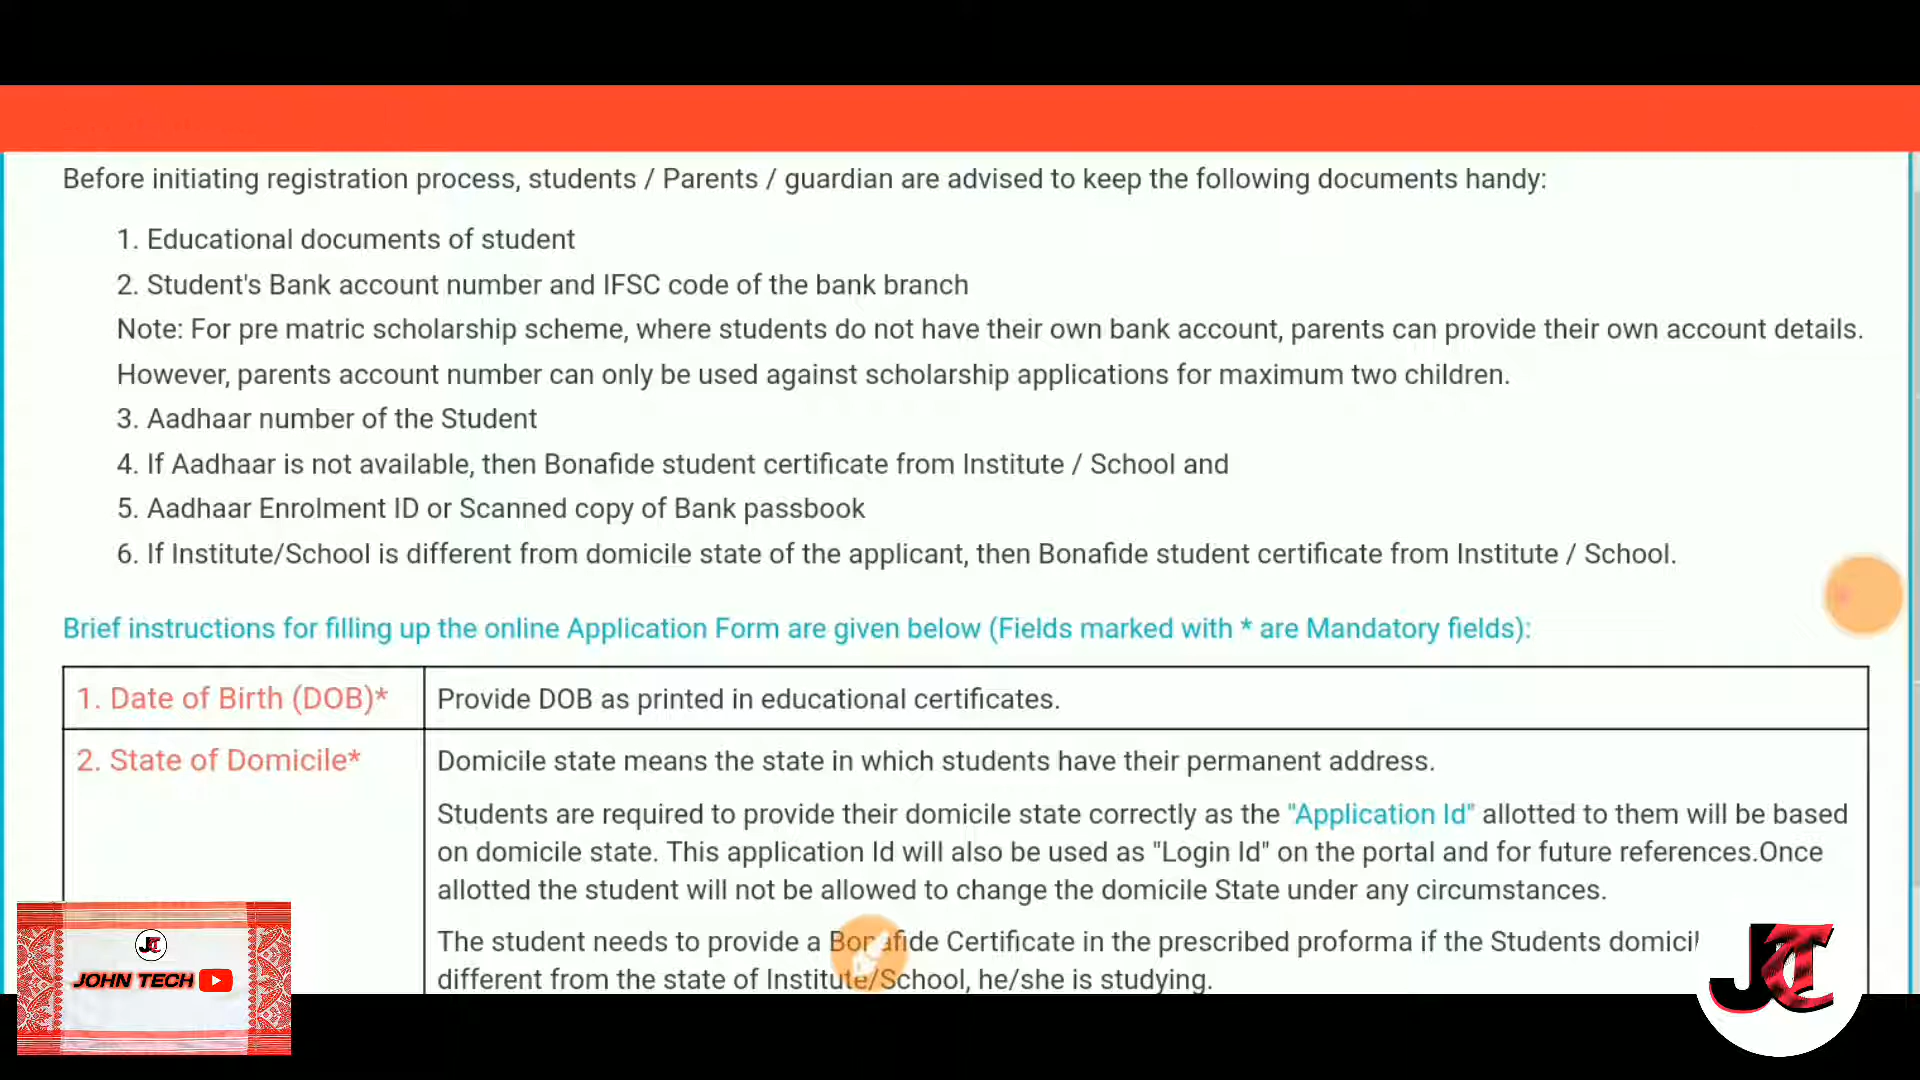 Before initiating registration process, students / Parents / guardian are advised to keep the following documents handy:
1. Educational documents of student
2. Student's Bank account number and IFSC code of the bank branch
Note: For pre matric scholarship scheme, where students do not have their own bank account, parents can provide their own account details.
However, parents account number can only be used against scholarship applications for maximum two children.
3. Aadhaar number of the Student
4. If Aadhaar is not available, then Bonafide student certificate from Institute / School and
5. Aadhaar Enrolment ID or Scanned copy of Bank passbook
6. If Institute/School is different from domicile state of the applicant, then Bonafide student certificate from Institute / School.
Brief instructions for filling up the online Application Form are given below (Fields marked with * are Mandatory fields):
1. Date of Birth (DOB)*
Provide DOB as printed in educational certificates.
2. State of Domicile*
Domicile state means the state in which students have their permanent address.
Students are required to provide their domicile state correctly as the "Application Id" allotted to them will be based
on domicile state. This application Id will also be used as "Login Id" on the portal and for future references.Once
allotted the student will not be allowed to change the domicile State under any circumstances.
The student needs to provide a Bonafide Certificate in the prescribed proforma if the Students domicil
different from the state of Institute/School, he/she is studying.
JOHN TECH